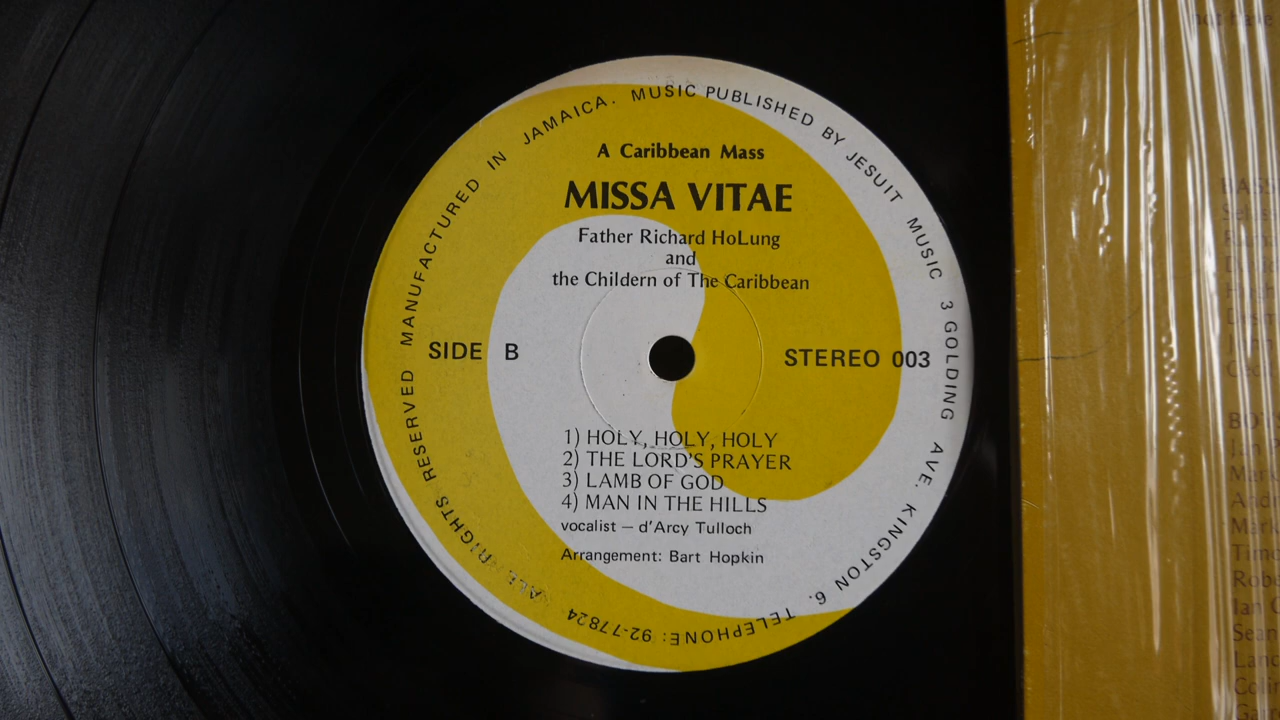 A Caribbean Mass
MISSA VITAE
Father Richard HoLung
and
the Childern of The Caribbean
SIDE B
STEREO 003
1) HOLY, HOLY, HOLY
2) THE LORD'S PRAYER
3) LAMB OF GOD
4) MAN IN THE HILLS
vocalist – d'Arcy Tulloch
Arrangement: Bart Hopkin
ALL RIGHTS RESERVED MANUFACTURED IN JAMAICA. MUSIC PUBLISHED BY JESUIT MUSIC 3 GOLDING AVE. KINGSTON 6. TELEPHONE: 92-77824
not have